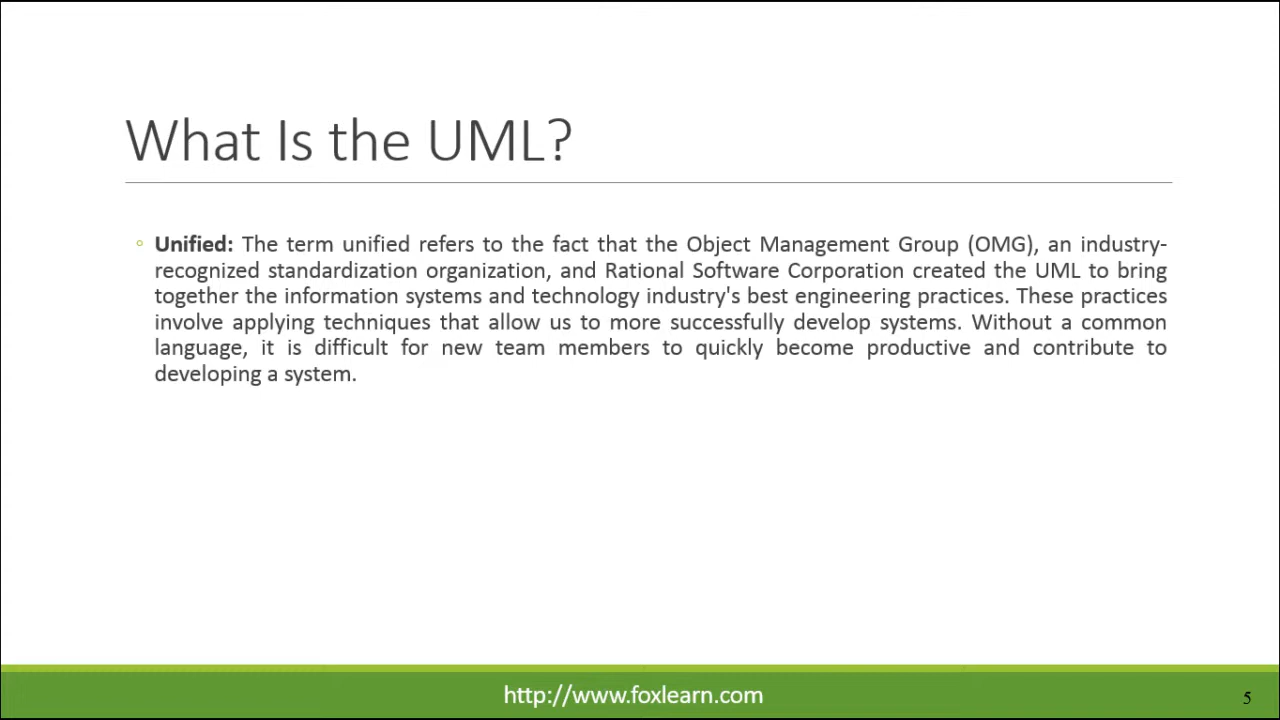 What Is the UML?
◦ Unified: The term unified refers to the fact that the Object Management Group (OMG), an industry-
recognized standardization organization, and Rational Software Corporation created the UML to bring
together the information systems and technology industry's best engineering practices. These practices
involve applying techniques that allow us to more successfully develop systems. Without a common
language, it is difficult for new team members to quickly become productive and contribute to
developing a system.
http://www.foxlearn.com
5